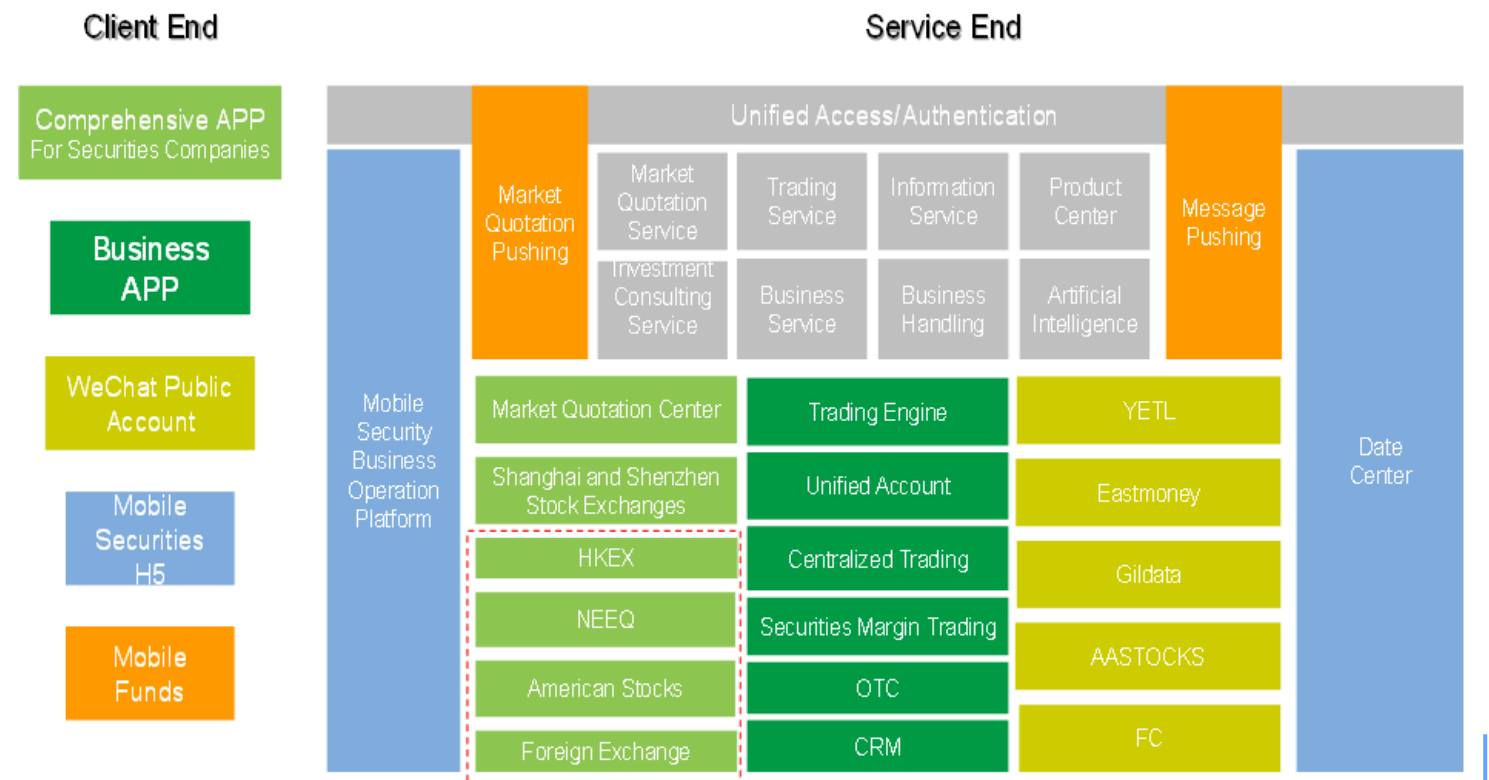 Client End
Service End
Comprehensive APP
For Securities Companies
Business
APP
WeChat Public
Account
Mobile
Securities
H5
Mobile
Funds
Unified Access/Authentication
Mobile
Security
Business
Operation
Platform
Market
Quotation
Pushing
Market
Quotation
Service
Trading
Service
Information
Service
Product
Center
Investment
Consulting
Service
Business
Service
Business
Handling
Artificial
Intelligence
Message
Pushing
Market Quotation Center
Shanghai and Shenzhen
Stock Exchanges
HKEX
NEEQ
American Stocks
Foreign Exchange
Trading Engine
Unified Account
Centralized Trading
Securities Margin Trading
OTC
CRM
YETL
Eastmoney
Gildata
AASTOCKS
FC
Date
Center